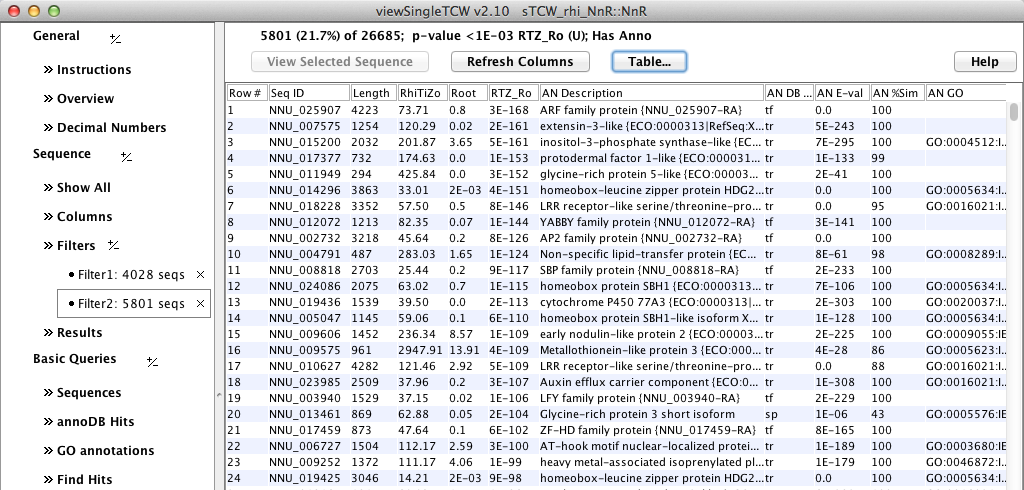 viewSingleTCW v2.10   sTCW_rhi_NnR::NnR
General +/-
» Instructions
» Overview
» Decimal Numbers
Sequence +/-
» Show All
» Columns
» Filters +/-
• Filter1: 4028 seqs ×
• Filter2: 5801 seqs ×
» Results
Basic Queries +/-
» Sequences
» annoDB Hits
» GO annotations
» Find Hits
5801 (21.7%) of 26685;  p-value <1E-03 RTZ_Ro (U); Has Anno
View Selected Sequence   Refresh Columns   Table...   Help
Row # Seq ID Length RhiTiZo Root RTZ_Ro AN Description AN DB ... AN E-val AN %Sim AN GO
1 NNU_025907 4223 73.71 0.8 3E-168 ARF family protein {NNU_025907-RA} tf 0.0 100
2 NNU_007575 1254 120.29 0.02 2E-161 extensin-3-like {ECO:0000313|RefSeq:X... tr 5E-243 100
3 NNU_015200 2032 201.87 3.65 5E-161 inositol-3-phosphate synthase-like {EC... tr 7E-295 100 GO:0004512:I..
4 NNU_017377 732 174.63 0.0 1E-153 protodermal factor 1-like {ECO:000031... tr 1E-133 99
5 NNU_011949 294 425.84 0.0 2E-152 glycine-rich protein 5-like {ECO:00003... tr 2E-41 100
6 NNU_014296 3863 33.01 2E-03 4E-151 homeobox-leucine zipper protein HDG2... tr 0.0 100 GO:0005634:I..
7 NNU_018228 3352 57.50 0.5 8E-146 LRR receptor-like serine/threonine-pro... tr 0.0 95 GO:0016021:I..
8 NNU_012072 1213 82.35 0.07 1E-144 YABBY family protein {NNU_012072-RA} tf 3E-141 100
9 NNU_002732 3218 45.64 0.2 8E-126 AP2 family protein {NNU_002732-RA} tf 0.0 100
10 NNU_004791 487 283.03 1.65 1E-124 Non-specific lipid-transfer protein {EC... tr 8E-61 98 GO:0008289:I..
11 NNU_008818 2703 25.44 0.2 9E-117 SBP family protein {NNU_008818-RA} tf 2E-233 100
12 NNU_024086 2075 63.02 0.7 1E-115 homeobox protein SBH1 {ECO:0000313... tr 7E-106 100 GO:0005634:I..
13 NNU_019436 1539 39.50 0.0 2E-113 cytochrome P450 77A3 {ECO:0000313|... tr 2E-303 100 GO:0020037:I..
14 NNU_005047 1145 59.06 0.1 6E-110 homeobox protein SBH1-like isoform X... tr 1E-128 100 GO:0005634:I..
15 NNU_009606 1452 236.34 8.57 1E-109 early nodulin-like protein 2 {ECO:00003... tr 2E-225 100 GO:0009055:IE
16 NNU_009575 961 2947.91 13.91 4E-109 Metallothionein-like protein 3 {ECO:000... tr 4E-28 86 GO:0005623:I..
17 NNU_010627 4282 121.46 2.92 5E-109 LRR receptor-like serine/threonine-pro... tr 0.0 88 GO:0016021:I..
18 NNU_023985 2509 37.96 0.2 3E-107 Auxin efflux carrier component {ECO:0... tr 1E-308 100 GO:0016021:I..
19 NNU_003940 1529 37.15 0.02 1E-106 LFY family protein {NNU_003940-RA} tf 2E-229 100
20 NNU_013461 869 62.88 0.05 2E-104 Glycine-rich protein 3 short isoform sp 1E-06 43 GO:0005576:IE
21 NNU_017459 873 47.64 0.1 6E-102 ZF-HD family protein {NNU_017459-RA} tf 8E-165 100
22 NNU_006727 1504 112.17 2.59 3E-100 AT-hook motif nuclear-localized protei... tr 1E-189 100 GO:0003680:IE
23 NNU_009252 1372 111.17 4.06 1E-99 heavy metal-associated isoprenylated pl... tr 1E-179 100 GO:0046872:I..
24 NNU_019425 3046 14.21 2E-03 9E-98 homeobox-leucine zipper protein HDG2... tr 0.0 100 GO:0005634:I..